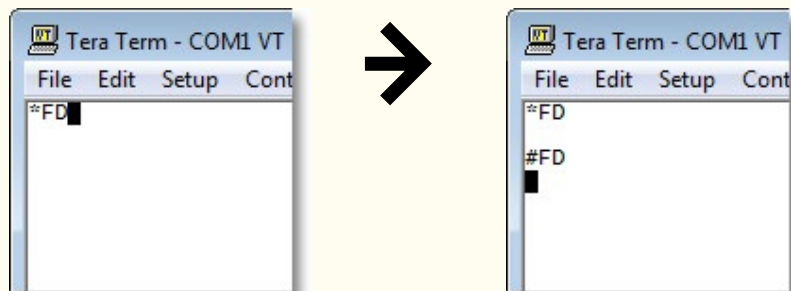 Tera Term - COM1 VT
File Edit Setup Cont
*FD
Tera Term - COM1 VT
File Edit Setup Cont
*FD
#FD